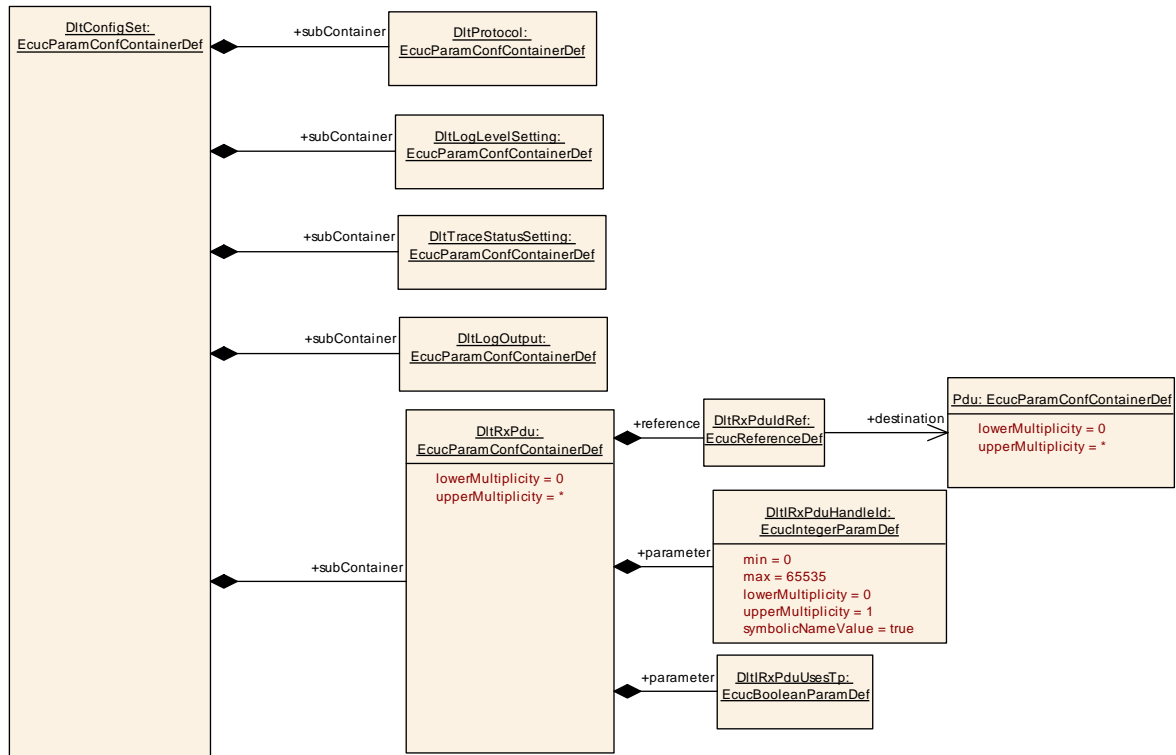 DltConfigSet:
EcucParamConfContainerDef
+subContainer
DltProtocol:
EcucParamConfContainerDef
+subContainer
DltLogLevelSetting:
EcucParamConfContainerDef
+subContainer
DltTraceStatusSetting:
EcucParamConfContainerDef
+subContainer
DltLogOutput:
EcucParamConfContainerDef
+subContainer
DltRxPdu:
EcucParamConfContainerDef
lowerMultiplicity = 0
upperMultiplicity = *
+reference
DltRxPduIdRef:
EcucReferenceDef
+destination
Pdu: EcucParamConfContainerDef
lowerMultiplicity = 0
upperMultiplicity = *
+parameter
DltIRxPduHandleId:
EcucIntegerParamDef
min = 0
max = 65535
lowerMultiplicity = 0
upperMultiplicity = 1
symbolicNameValue = true
+parameter
DltIRxPduUsesTp:
EcucBooleanParamDef